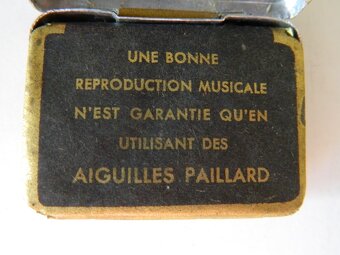 UNE BONNE
REPRODUCTION MUSICALE
N'EST GARANTIE QU'EN
UTILISANT DES
AIGUILLES PAILLARD